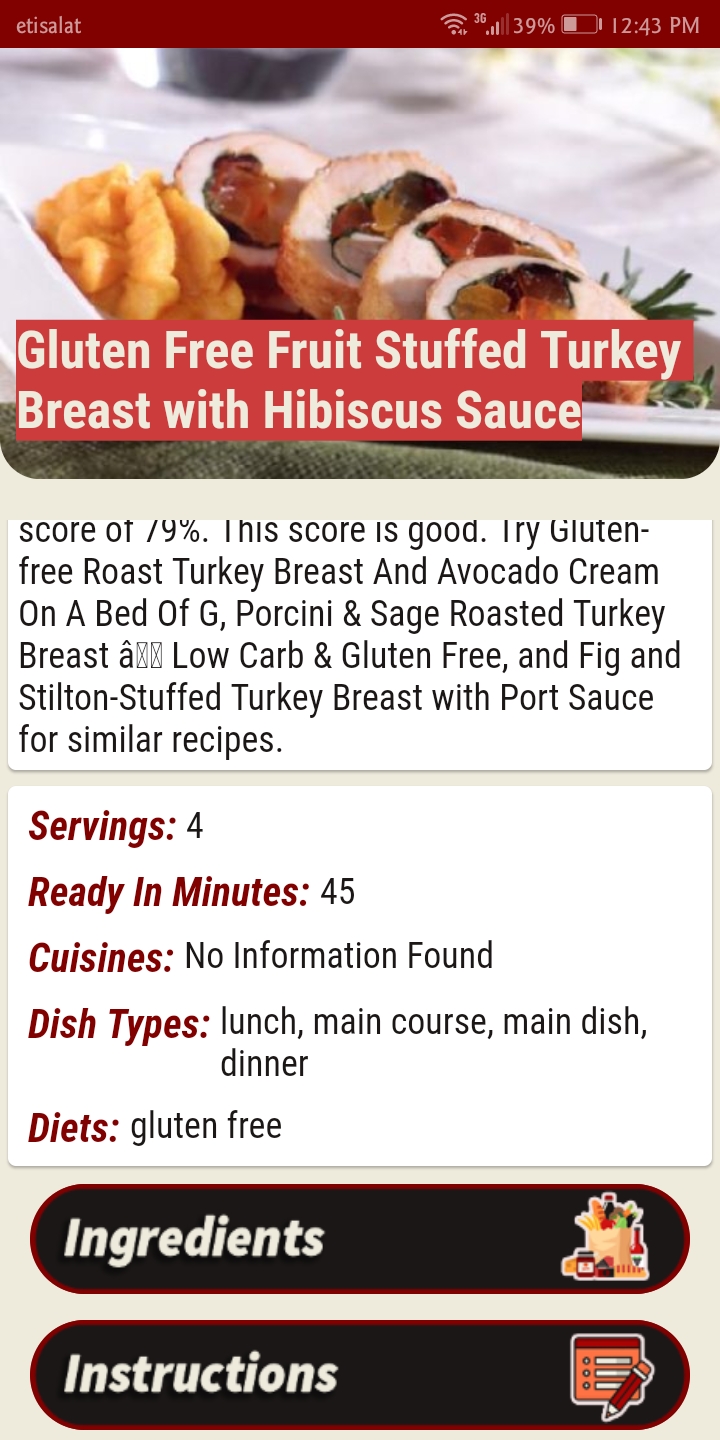 etisalat 3G 39% 12:43 PM
Gluten Free Fruit Stuffed Turkey
Breast with Hibiscus Sauce
score of 79%. This score is good. Try Gluten-
free Roast Turkey Breast And Avocado Cream
On A Bed Of G, Porcini & Sage Roasted Turkey
Breast â Low Carb & Gluten Free, and Fig and
Stilton-Stuffed Turkey Breast with Port Sauce
for similar recipes.
Servings: 4
Ready In Minutes: 45
Cuisines: No Information Found
Dish Types: lunch, main course, main dish,
dinner
Diets: gluten free
Ingredients
Instructions